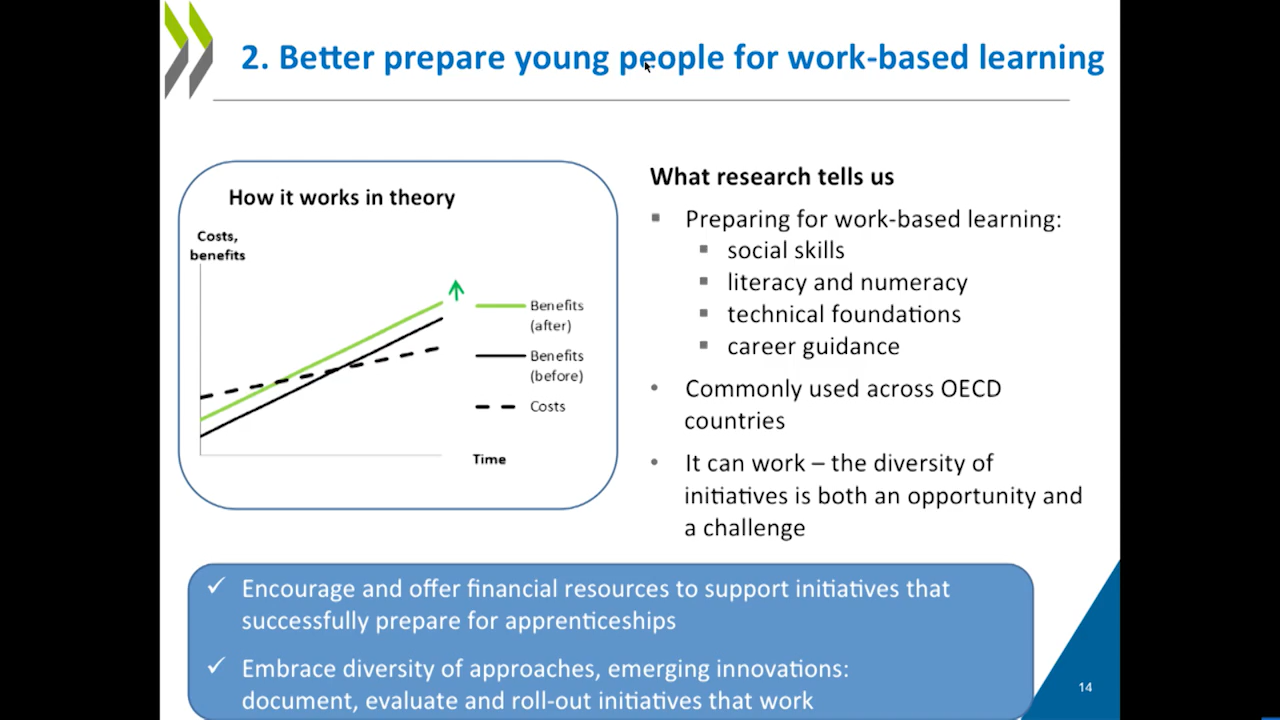 2. Better prepare young people for work-based learning
How it works in theory
Costs,
benefits
Benefits
(after)
Benefits
(before)
Costs
Time
What research tells us
Preparing for work-based learning:
social skills
literacy and numeracy
technical foundations
career guidance
Commonly used across OECD
countries
It can work – the diversity of
initiatives is both an opportunity and
a challenge
Encourage and offer financial resources to support initiatives that
successfully prepare for apprenticeships
Embrace diversity of approaches, emerging innovations:
document, evaluate and roll-out initiatives that work
14